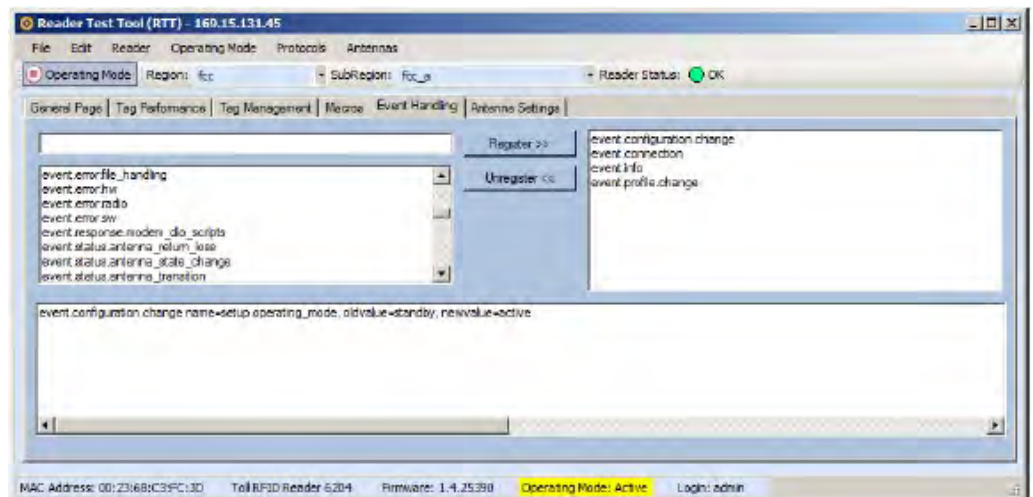 Reader Test Tool (RTT) - 169.15.131.45
File Edit Reader Operating Mode Protocols Antennas
Operating Mode Region: fcc SubRegion: fcc_a Reader Status: OK
General Page Tag Performance Tag Management Macros Event Handling Antenna Settings
Register >>
Unregister <<
event.error.file_handling
event.error.hw
event.error.radio
event.error.sw
event.response.modem_dlo_scripts
event.status.antenna_return_loss
event.status.antenna_state_change
event.status.antenna_transition
event.configuration.change
event.connection
event.info
event.profile.change
event.configuration.change name=setup.operating_mode, oldvalue=standby, newvalue=active
MAC Address: 00:23:68:C3:FC:3D Toll RFID Reader 6204 Firmware: 1.4.25390 Operating Mode: Active Login: admin